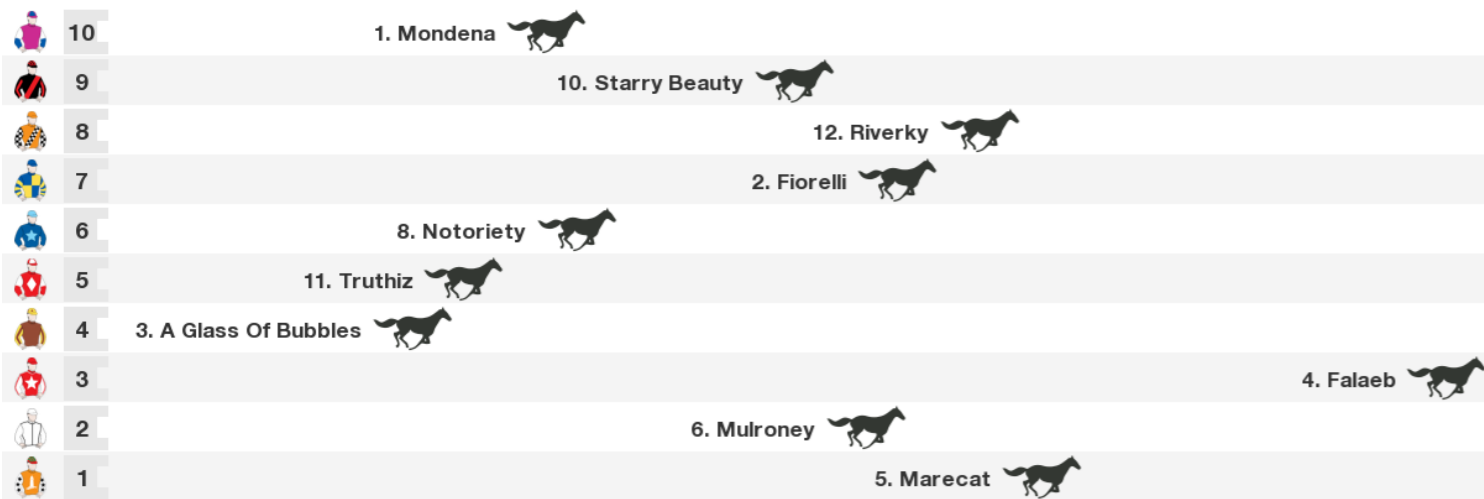 10 1. Mondena
9 10. Starry Beauty
8 12. Riverky
7 2. Fiorelli
6 8. Notoriety
5 11. Truthiz
4 3. A Glass Of Bubbles
3 4. Falaeb
2 6. Mulroney
1 5. Marecat